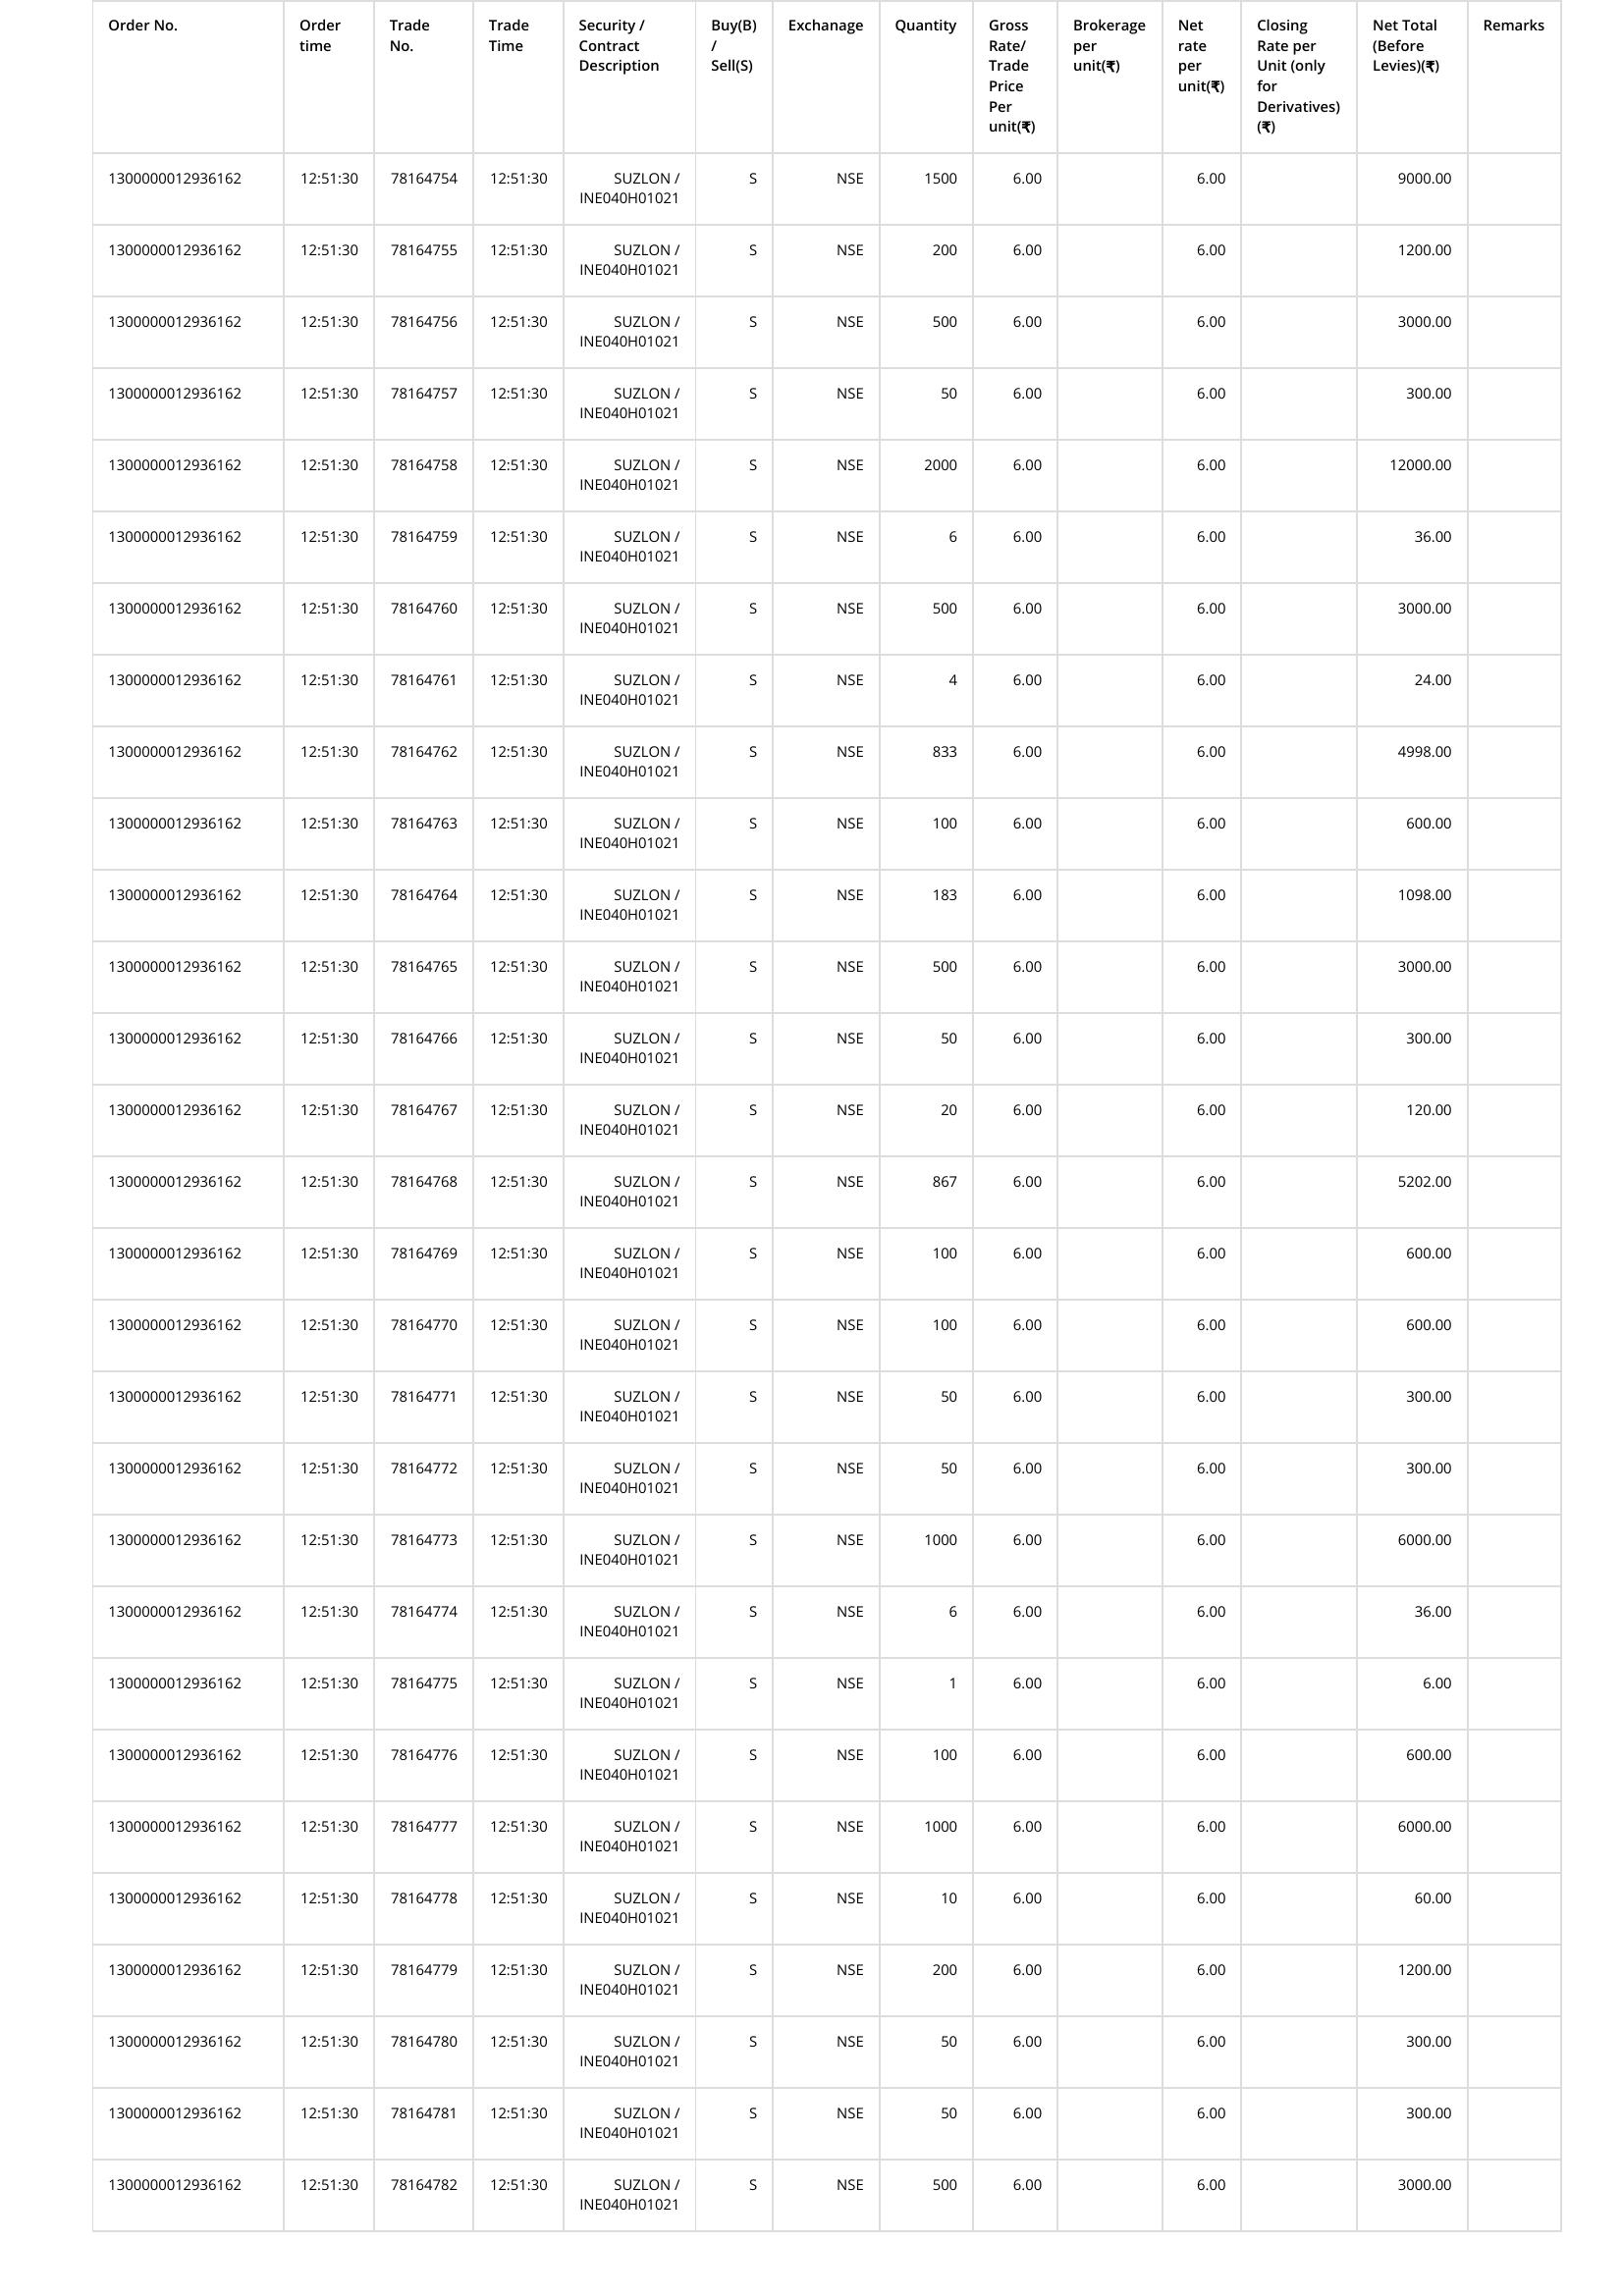 Order No. Order time Trade No. Trade Time Security / Contract Description Buy(B) / Sell(S) Exchanage Quantity Gross Rate/ Trade Price Per unit(₹) Brokerage per unit(₹) Net rate per unit(₹) Closing Rate per Unit (only for Derivatives) (₹) Net Total (Before Levies)(₹) Remarks
1300000012936162 12:51:30 78164754 12:51:30 SUZLON / S NSE 1500 6.00 6.00 9000.00
INE040H01021
1300000012936162 12:51:30 78164755 12:51:30 SUZLON / S NSE 200 6.00 6.00 1200.00
INE040H01021
1300000012936162 12:51:30 78164756 12:51:30 SUZLON / S NSE 500 6.00 6.00 3000.00
INE040H01021
1300000012936162 12:51:30 78164757 12:51:30 SUZLON / S NSE 50 6.00 6.00 300.00
INE040H01021
1300000012936162 12:51:30 78164758 12:51:30 SUZLON / S NSE 2000 6.00 6.00 12000.00
INE040H01021
1300000012936162 12:51:30 78164759 12:51:30 SUZLON / S NSE 6 6.00 6.00 36.00
INE040H01021
1300000012936162 12:51:30 78164760 12:51:30 SUZLON / S NSE 500 6.00 6.00 3000.00
INE040H01021
1300000012936162 12:51:30 78164761 12:51:30 SUZLON / S NSE 4 6.00 6.00 24.00
INE040H01021
1300000012936162 12:51:30 78164762 12:51:30 SUZLON / S NSE 833 6.00 6.00 4998.00
INE040H01021
1300000012936162 12:51:30 78164763 12:51:30 SUZLON / S NSE 100 6.00 6.00 600.00
INE040H01021
1300000012936162 12:51:30 78164764 12:51:30 SUZLON / S NSE 183 6.00 6.00 1098.00
INE040H01021
1300000012936162 12:51:30 78164765 12:51:30 SUZLON / S NSE 500 6.00 6.00 3000.00
INE040H01021
1300000012936162 12:51:30 78164766 12:51:30 SUZLON / S NSE 50 6.00 6.00 300.00
INE040H01021
1300000012936162 12:51:30 78164767 12:51:30 SUZLON / S NSE 20 6.00 6.00 120.00
INE040H01021
1300000012936162 12:51:30 78164768 12:51:30 SUZLON / S NSE 867 6.00 6.00 5202.00
INE040H01021
1300000012936162 12:51:30 78164769 12:51:30 SUZLON / S NSE 100 6.00 6.00 600.00
INE040H01021
1300000012936162 12:51:30 78164770 12:51:30 SUZLON / S NSE 100 6.00 6.00 600.00
INE040H01021
1300000012936162 12:51:30 78164771 12:51:30 SUZLON / S NSE 50 6.00 6.00 300.00
INE040H01021
1300000012936162 12:51:30 78164772 12:51:30 SUZLON / S NSE 50 6.00 6.00 300.00
INE040H01021
1300000012936162 12:51:30 78164773 12:51:30 SUZLON / S NSE 1000 6.00 6.00 6000.00
INE040H01021
1300000012936162 12:51:30 78164774 12:51:30 SUZLON / S NSE 6 6.00 6.00 36.00
INE040H01021
1300000012936162 12:51:30 78164775 12:51:30 SUZLON / S NSE 1 6.00 6.00 6.00
INE040H01021
1300000012936162 12:51:30 78164776 12:51:30 SUZLON / S NSE 100 6.00 6.00 600.00
INE040H01021
1300000012936162 12:51:30 78164777 12:51:30 SUZLON / S NSE 1000 6.00 6.00 6000.00
INE040H01021
1300000012936162 12:51:30 78164778 12:51:30 SUZLON / S NSE 10 6.00 6.00 60.00
INE040H01021
1300000012936162 12:51:30 78164779 12:51:30 SUZLON / S NSE 200 6.00 6.00 1200.00
INE040H01021
1300000012936162 12:51:30 78164780 12:51:30 SUZLON / S NSE 50 6.00 6.00 300.00
INE040H01021
1300000012936162 12:51:30 78164781 12:51:30 SUZLON / S NSE 50 6.00 6.00 300.00
INE040H01021
1300000012936162 12:51:30 78164782 12:51:30 SUZLON / S NSE 500 6.00 6.00 3000.00
INE040H01021